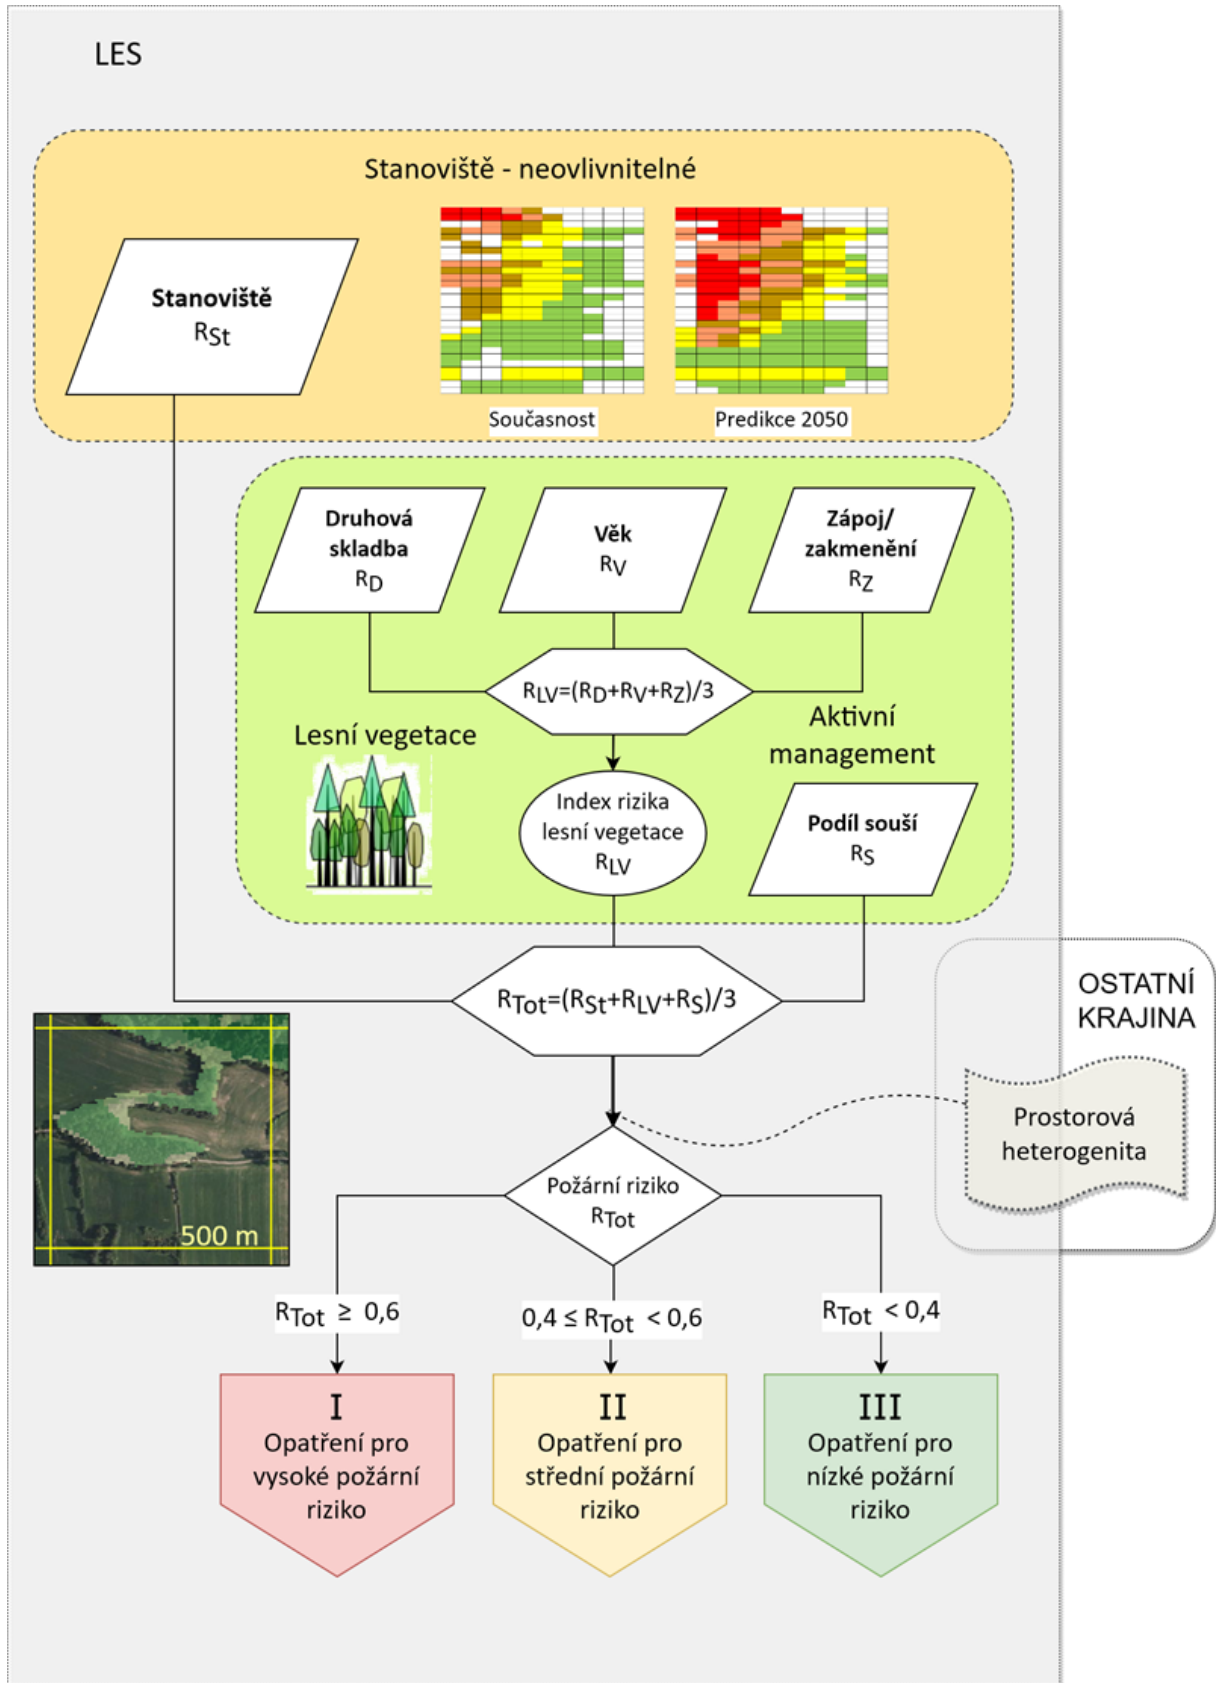 LES
Stanoviště - neovlivnitelné
Stanoviště
RSt
Současnost
Predikce 2050
Druhová
skladba
RD
Věk
RV
Zápoj/
zakmenění
RZ
RLV=(RD+RV+RZ)/3
Lesní vegetace
Aktivní
management
Index rizika
lesní vegetace
RLV
Podíl souší
RS
RTot=(RSt+RLV+RS)/3
OSTATNÍ
KRAJINA
Prostorová
heterogenita
500 m
Požární riziko
RTot
RTot ≥ 0,6
0,4 ≤ RTot < 0,6
RTot < 0,4
I
Opatření pro
vysoké požární
riziko
II
Opatření pro
střední požární
riziko
III
Opatření pro
nízké požární
riziko